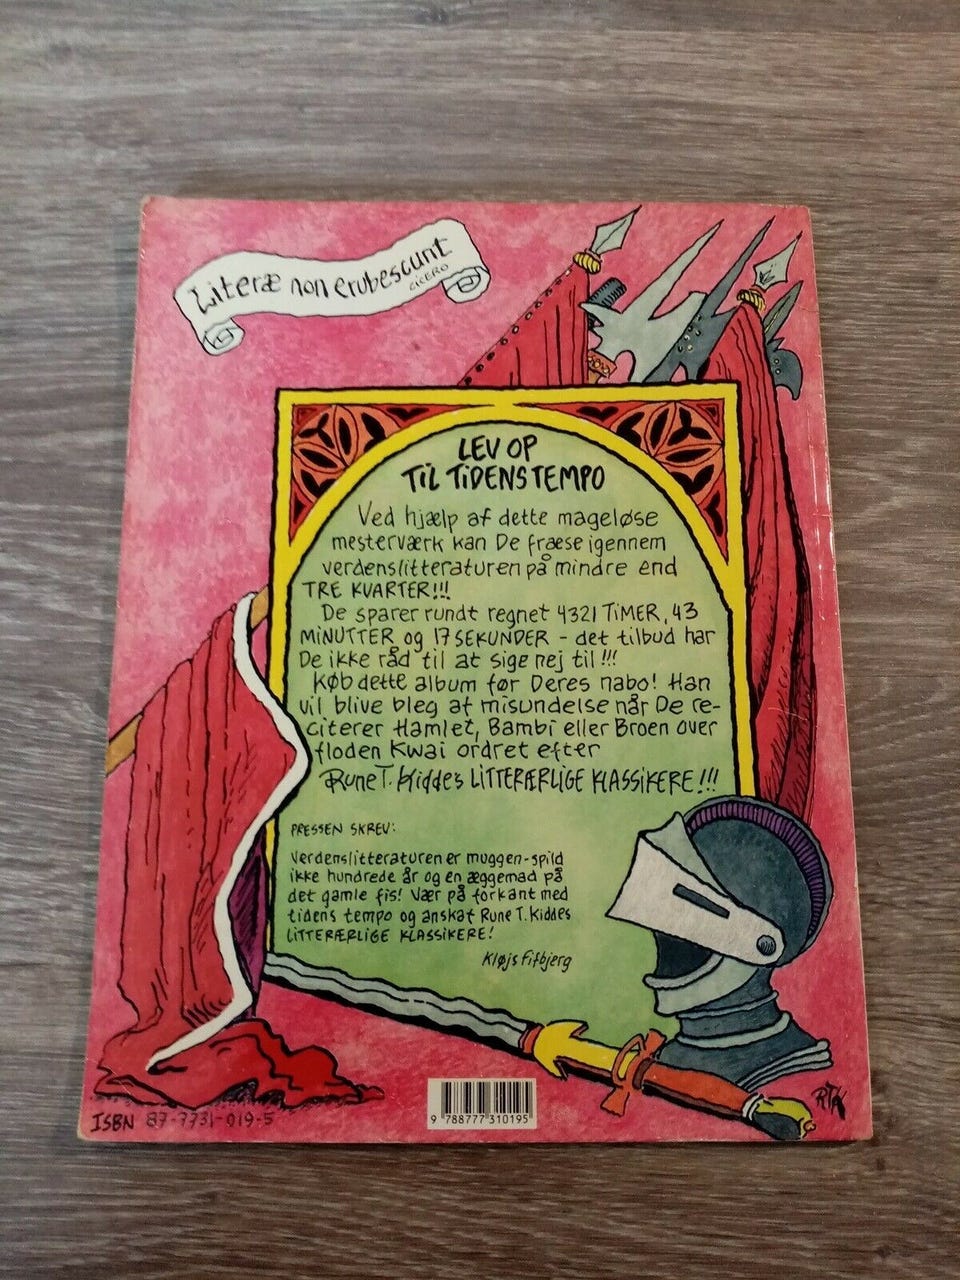 Literæ non erubescunt
CICERO
LEV OP
TIL TIDENS TEMPO
Ved hjælp af dette mageløse
mesterværk kan De fræse igennem
verdenslitteraturen på mindre end
TRE KVARTER!!!
De sparer rundt regnet 4321 TIMER, 43
MINUTTER og 17 SEKUNDER - det tilbud har
De ikke råd til at sige nej til!!!
Køb dette album før Deres nabo! Han
vil blive bleg af misundelse når De re-
citerer Hamlet, Bambi eller Broen over
floden Kwai ordret efter
Rune T. Kiddes LITTERÆRLIGE KLASSIKERE!!!
PRESSEN SKREV:
Verdenslitteraturen er muggen-spild
ikke hundrede år og en æggemad på
det gamle fis! Vær på forkant med
tidens tempo og anskaf Rune T. Kiddes
LITTERÆRLIGE KLASSIKERE!
Kløjs Fifbjerg
RTK
ISBN 87-7731-019-5
9 788777 310195